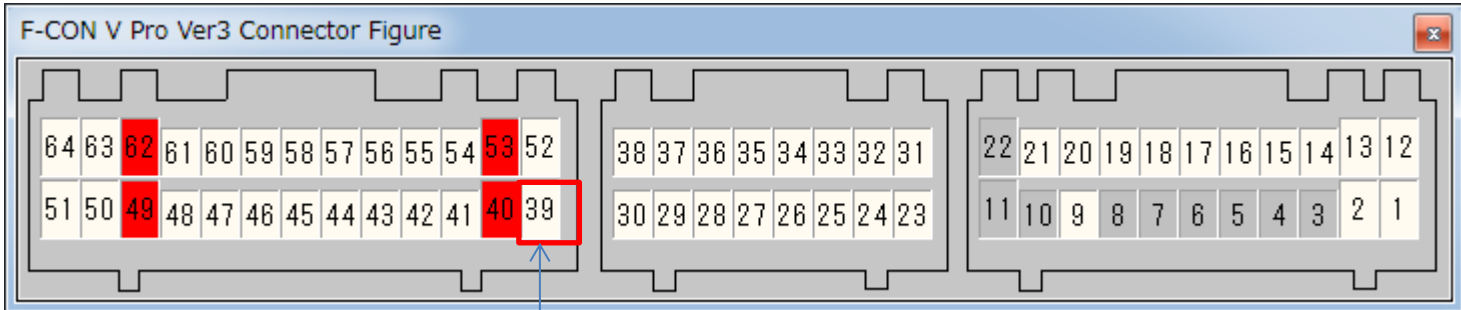 F-CON V Pro Ver3 Connector Figure
64 63 62 61 60 59 58 57 56 55 54 53 52
51 50 49 48 47 46 45 44 43 42 41 40 39
38 37 36 35 34 33 32 31
30 29 28 27 26 25 24 23
22 21 20 19 18 17 16 15 14 13 12
11 10 9 8 7 6 5 4 3 2 1